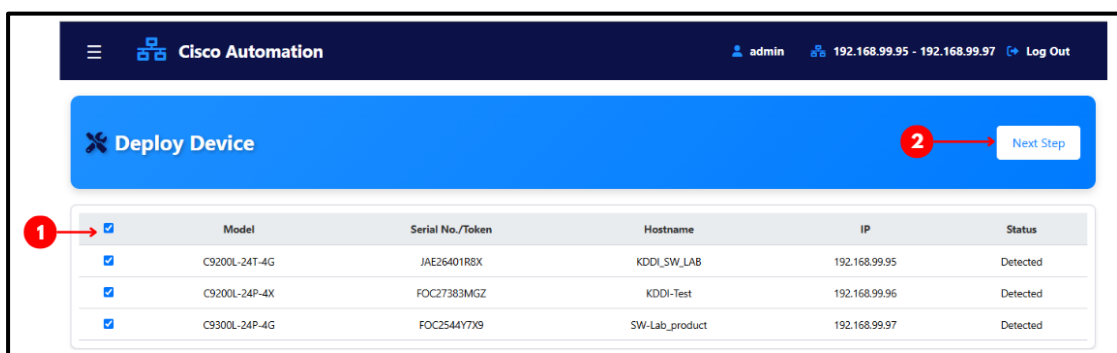 Cisco Automation admin 192.168.99.95 - 192.168.99.97 Log Out
Deploy Device 2 Next Step
1 Model Serial No./Token Hostname IP Status
C9200L-24T-4G JAE26401R8X KDDI_SW_LAB 192.168.99.95 Detected
C9200L-24P-4X FOC27383MGZ KDDI-Test 192.168.99.96 Detected
C9300L-24P-4G FOC2544Y7X9 SW-Lab_product 192.168.99.97 Detected